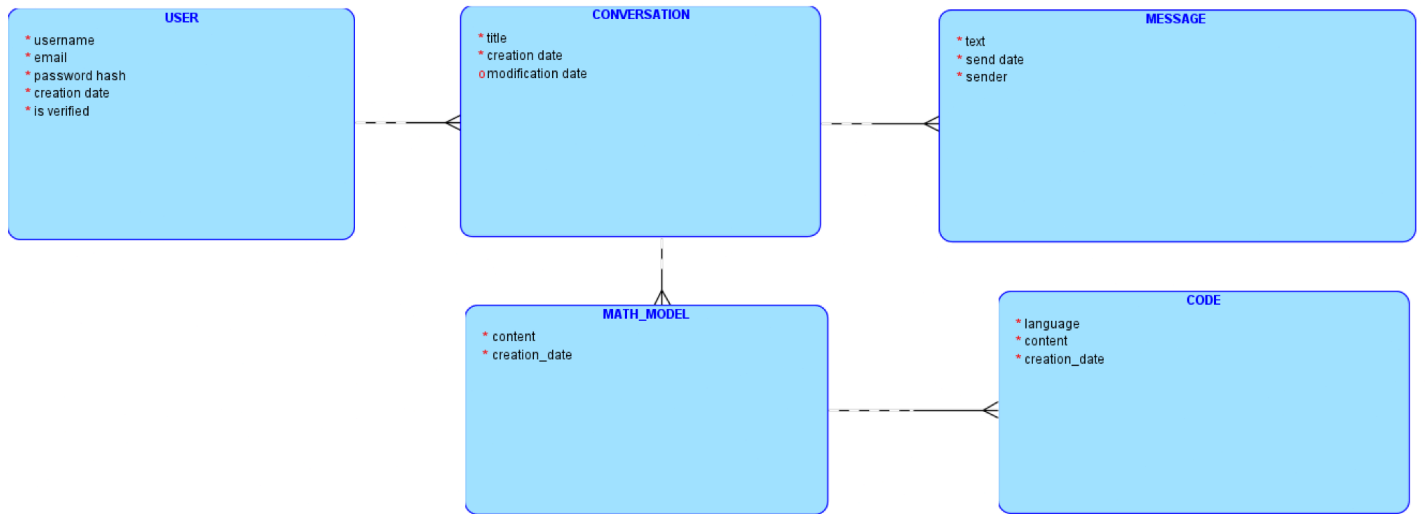 USER
* username
* email
* password hash
* creation date
* is verified
CONVERSATION
* title
* creation date
o modification date
MESSAGE
* text
* send date
* sender
MATH_MODEL
* content
* creation_date
CODE
* language
* content
* creation_date